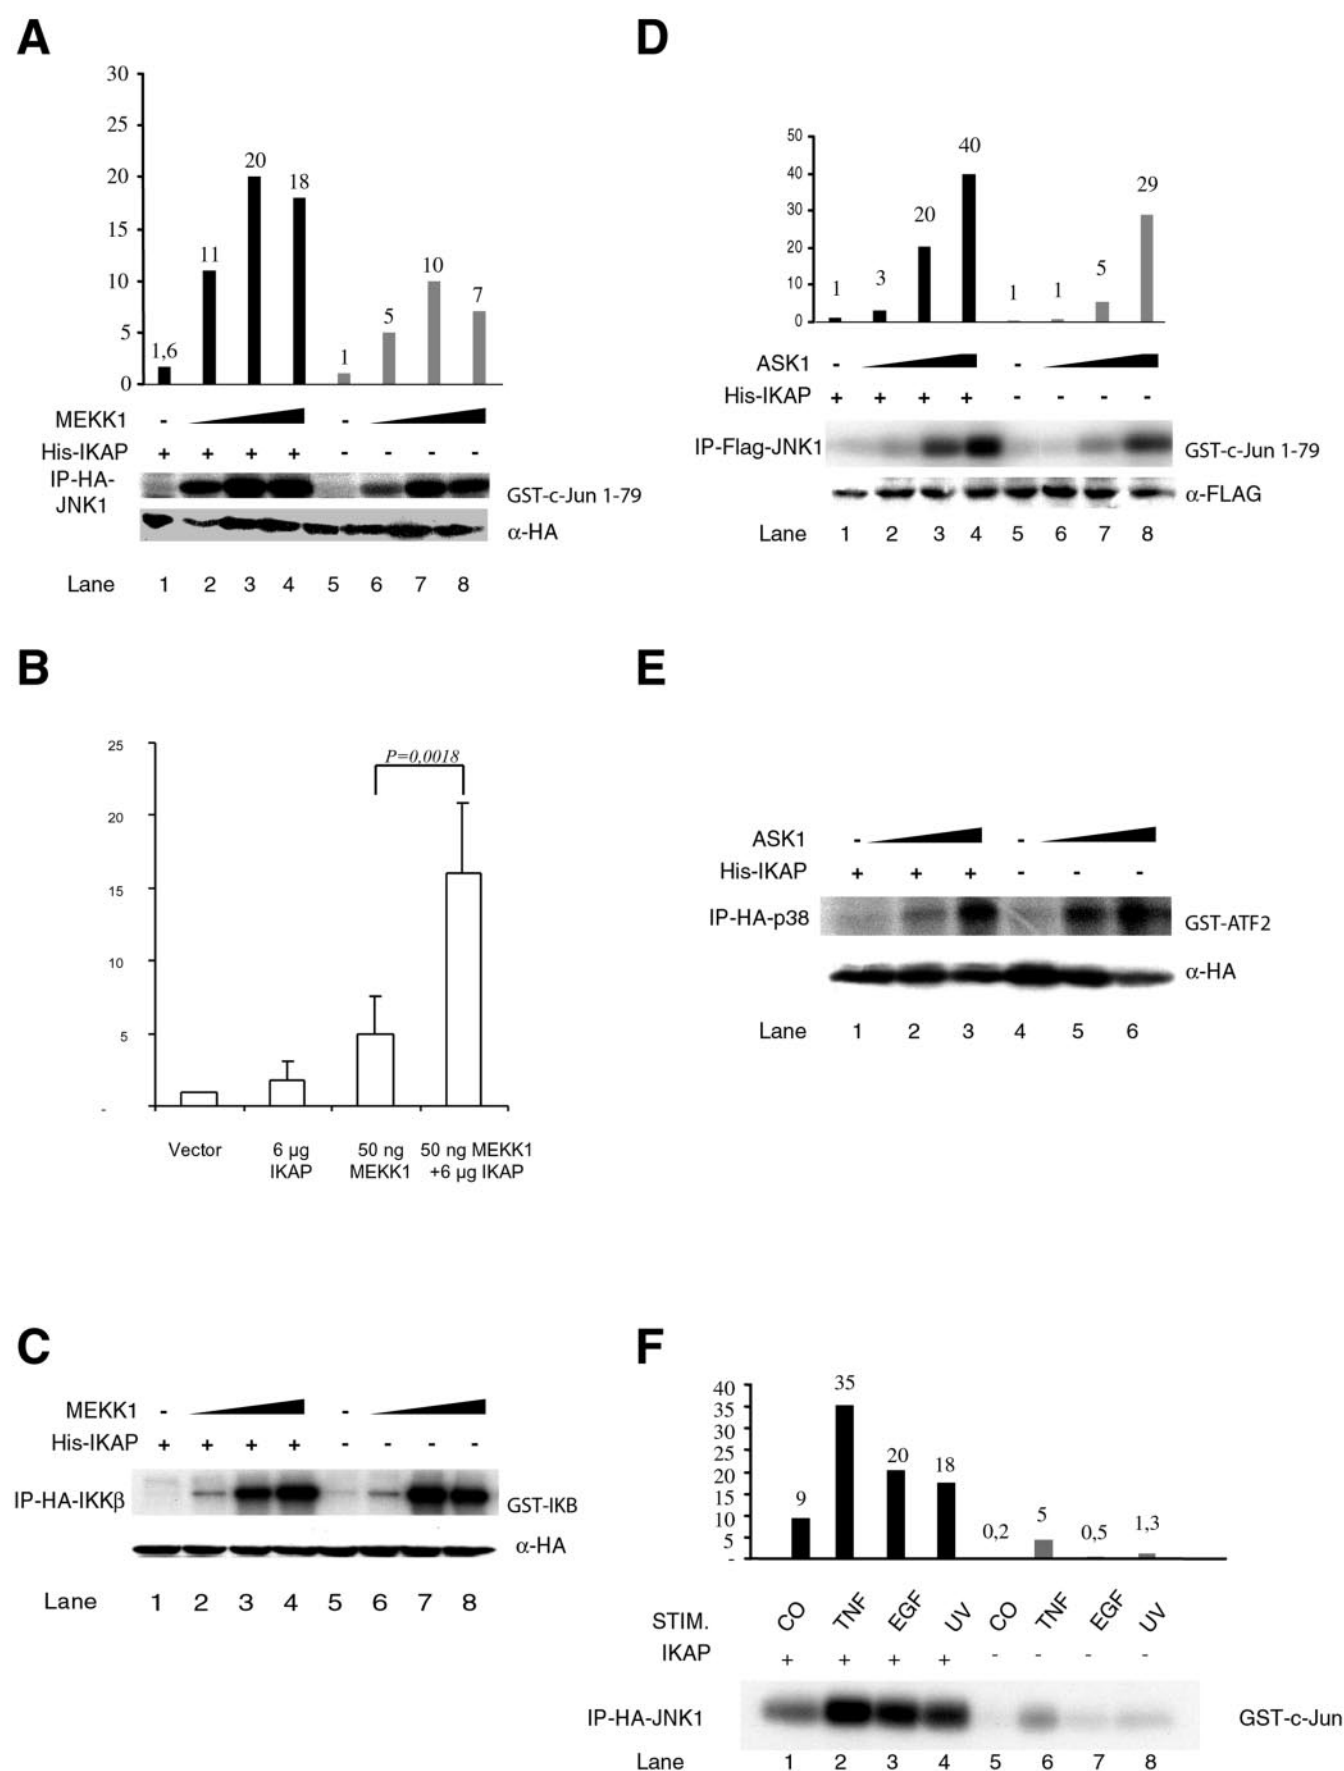 A
30
25
20
15
10
5
0
1,6
11
20
18
1
5
10
7
MEKK1 - -
His-IKAP + + + + - - - -
IP-HA-
JNK1
GST-c-Jun 1-79
α-HA
Lane 1 2 3 4 5 6 7 8
B
25
20
15
10
5
-
P=0,0018
Vector
6 µg
IKAP
50 ng
MEKK1
50 ng MEKK1
+6 µg IKAP
C
MEKK1 - -
His-IKAP + + + + - - - -
IP-HA-IKKβ
GST-IKB
α-HA
Lane 1 2 3 4 5 6 7 8
D
50
40
30
20
10
0
1
3
20
40
1
1
5
29
ASK1 - -
His-IKAP + + + + - - - -
IP-Flag-JNK1
GST-c-Jun 1-79
α-FLAG
Lane 1 2 3 4 5 6 7 8
E
ASK1 - -
His-IKAP + + + - - -
IP-HA-p38
GST-ATF2
α-HA
Lane 1 2 3 4 5 6
F
40
35
30
25
20
15
10
5
-
9
35
20
18
0,2
5
0,5
1,3
STIM. CO TNF EGF UV CO TNF EGF UV
IKAP + + + + - - - -
IP-HA-JNK1
GST-c-Jun
Lane 1 2 3 4 5 6 7 8